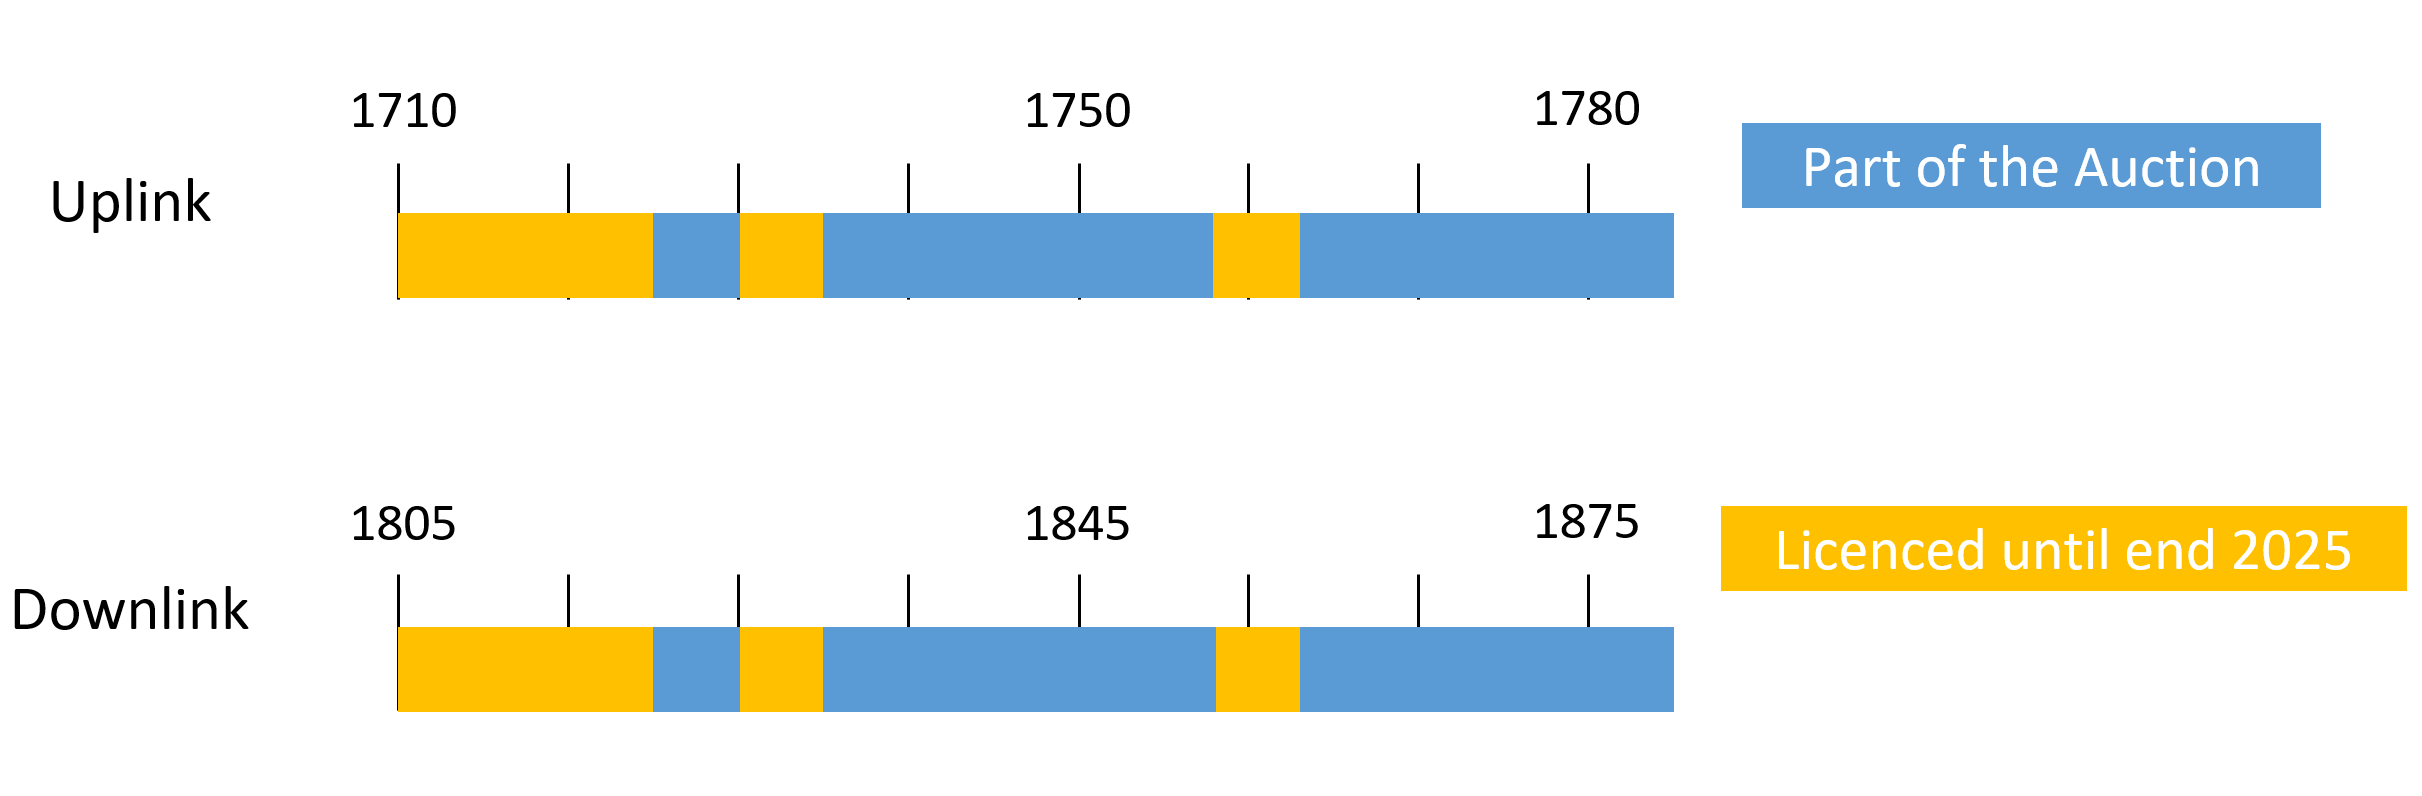 1710 1750 1780
Uplink
Part of the Auction
1805 1845 1875
Downlink
Licenced until end 2025